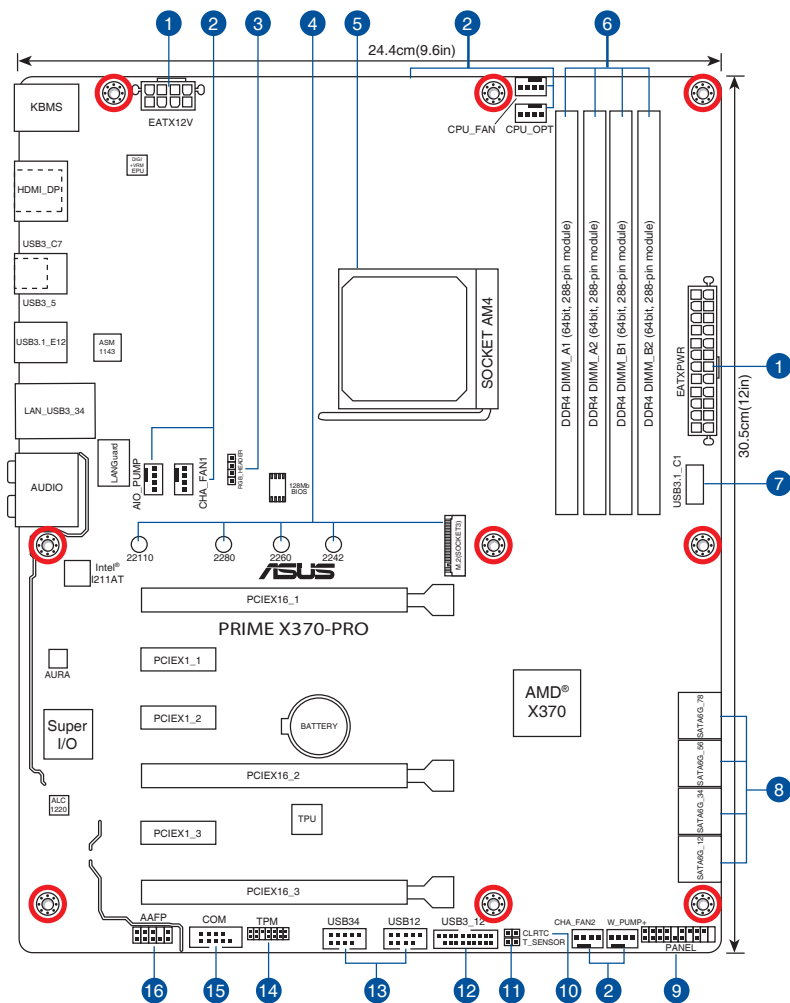 1 2 3 4 5 2 6
24.4cm(9.6in)
KBMS
EATX12V
CPU_FAN
CPU_OPT
DIGI
+VRM
EPU
HDMI_DP
USB3_C7
USB3_5
USB3.1_E12
ASM
1143
SOCKET AM4
DDR4 DIMM_A1 (64bit, 288-pin module)
DDR4 DIMM_A2 (64bit, 288-pin module)
DDR4 DIMM_B1 (64bit, 288-pin module)
DDR4 DIMM_B2 (64bit, 288-pin module)
EATXPWR
1
30.5cm(12in)
LAN_USB3_34
LANGuard
AUDIO
AIO_PUMP
CHA_FAN1
RGB_HEADER
128Mb
BIOS
USB3.1_C1
7
M.2(SOCKET3)
22110
2280
2260
2242
Intel®
I211AT
ASUS
PCIEX16_1
PRIME X370-PRO
PCIEX1_1
AURA
AMD®
X370
PCIEX1_2
BATTERY
Super
I/O
SATA6G_78
SATA6G_56
SATA6G_34
SATA6G_12
8
PCIEX16_2
ALC
1220
TPU
PCIEX1_3
PCIEX16_3
AAFP
COM
TPM
USB34
USB12
USB3_12
CLRTC
T_SENSOR
CHA_FAN2
W_PUMP+
PANEL
16 15 14 13 12 11 10 2 9